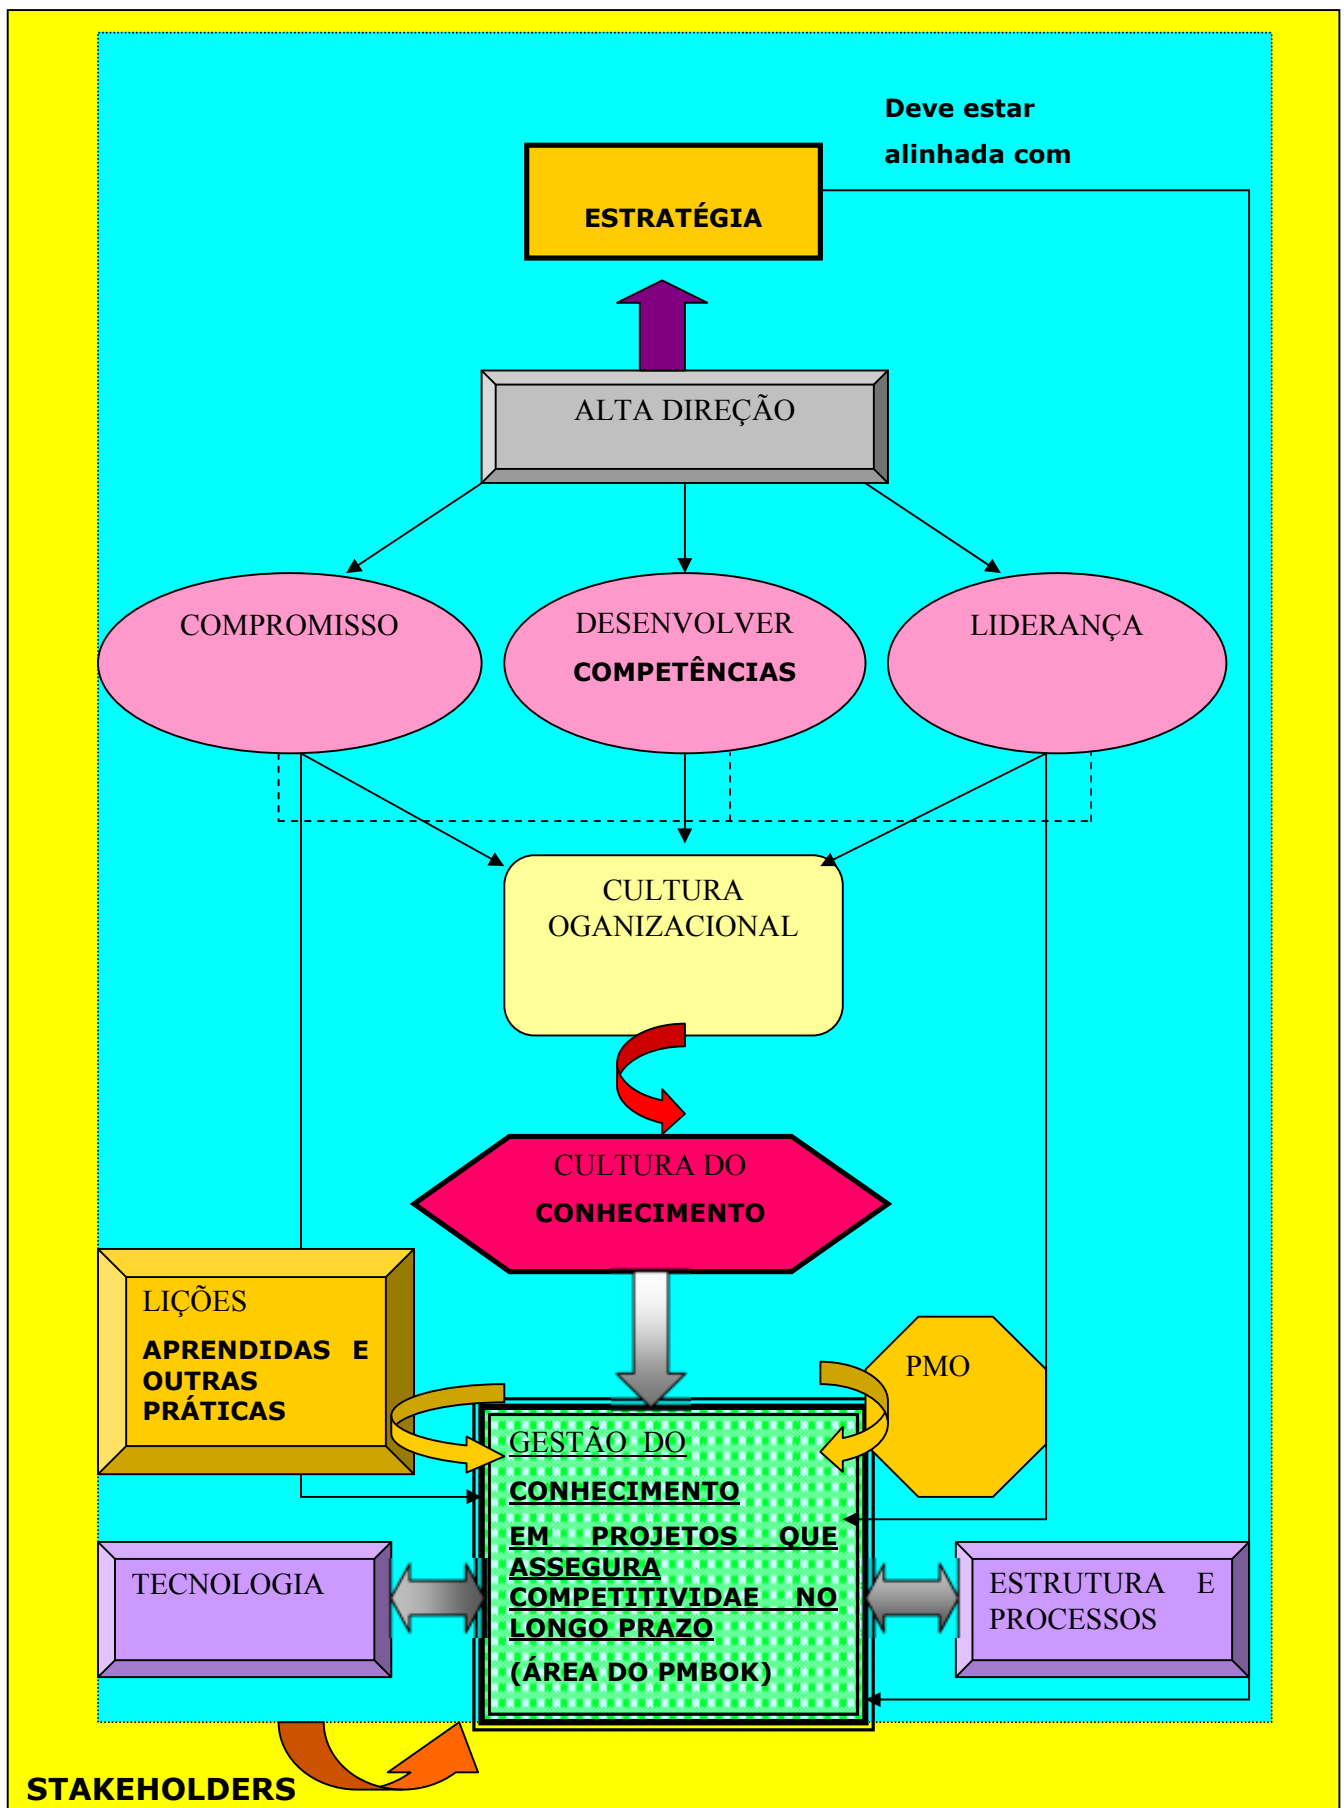 Deve estar
alinhada com
ESTRATÉGIA
ALTA DIREÇÃO
COMPROMISSO
DESENVOLVER
COMPETÊNCIAS
LIDERANÇA
CULTURA
OGANIZACIONAL
CULTURA DO
CONHECIMENTO
LIÇÕES
APRENDIDAS E
OUTRAS
PRÁTICAS
PMO
GESTÃO DO
CONHECIMENTO
EM PROJETOS QUE
ASSEGURA
COMPETITIVIDAE NO
LONGO PRAZO
(ÁREA DO PMBOK)
TECNOLOGIA
ESTRUTURA E
PROCESSOS
STAKEHOLDERS